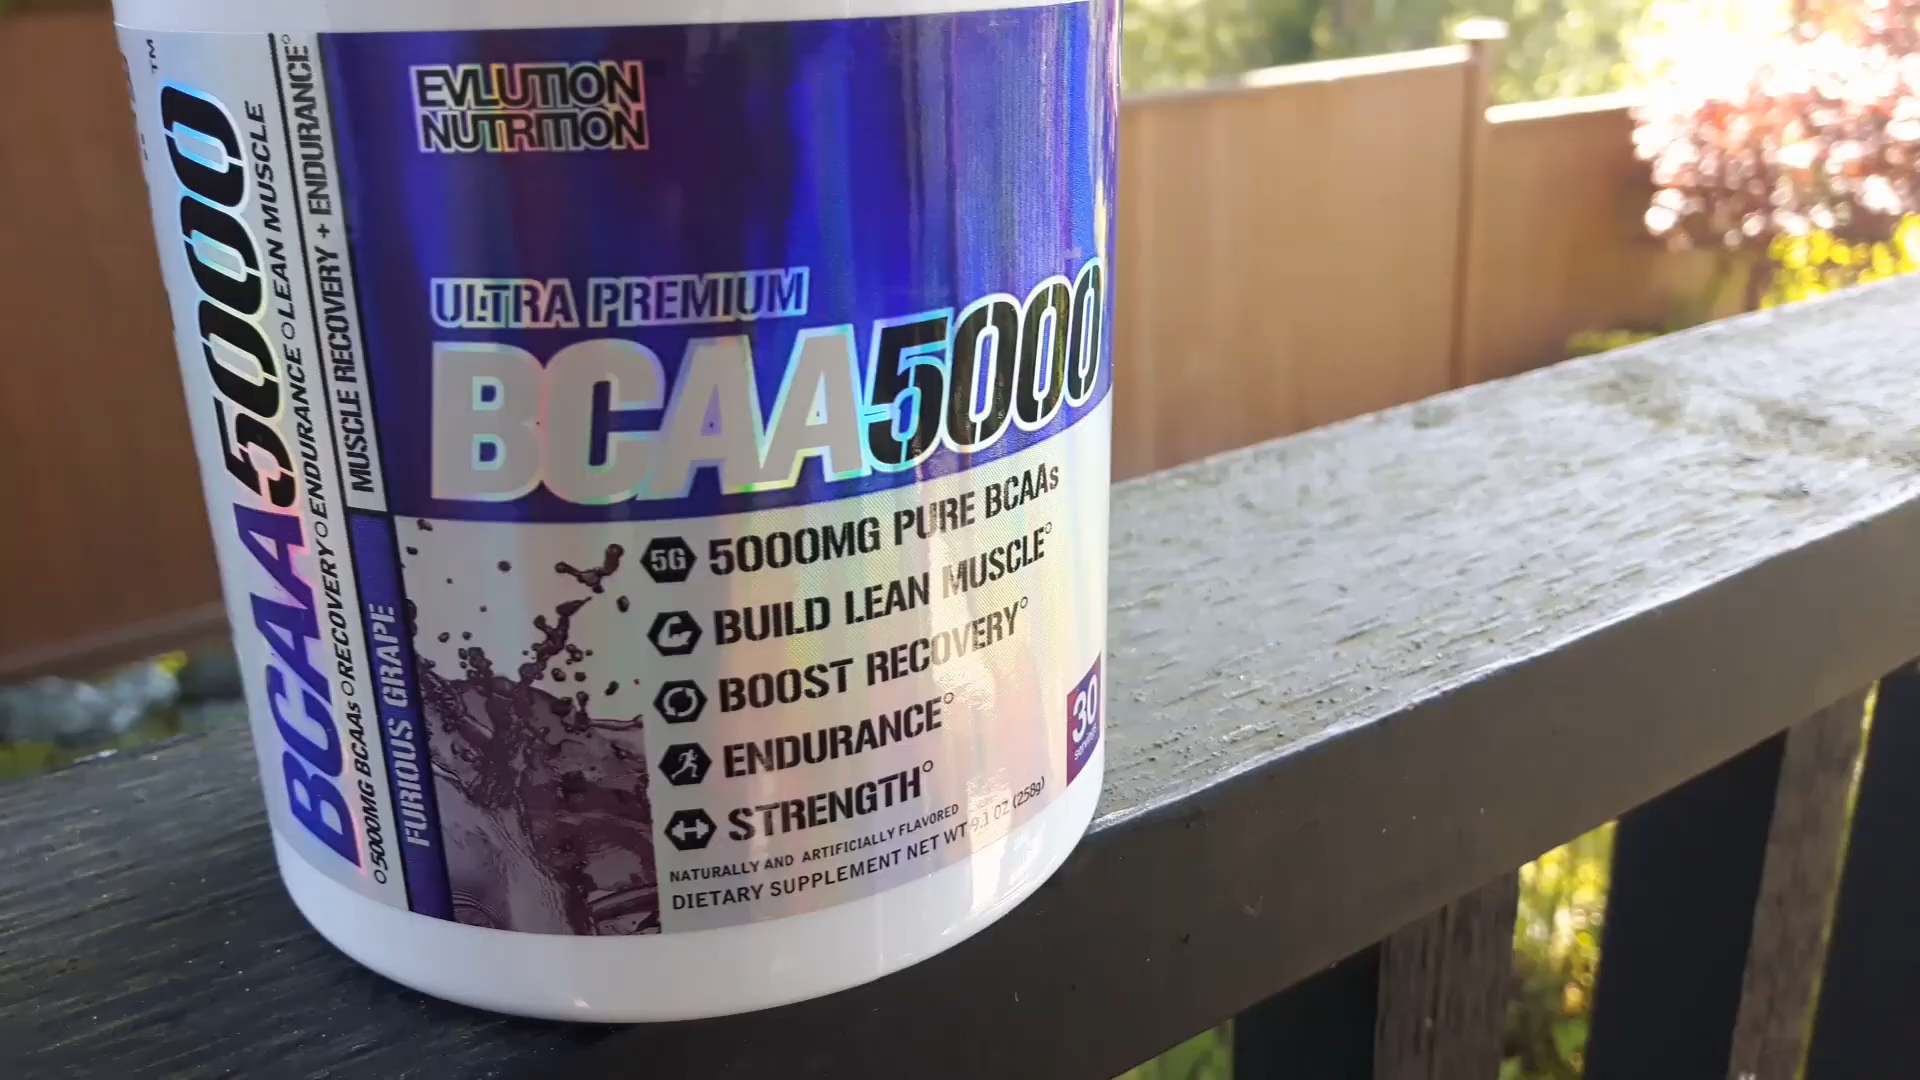 EVLUTION
NUTRITION
ULTRA PREMIUM
BCAA5000
5G 5000MG PURE BCAAs
BUILD LEAN MUSCLE°
BOOST RECOVERY°
ENDURANCE°
STRENGTH°
NATURALLY AND ARTIFICIALLY FLAVORED
DIETARY SUPPLEMENT NET WT 9.1 OZ (258g)
30
servings
MUSCLE RECOVERY + ENDURANCE°
FURIOUS GRAPE
BCAA5000
°5000MG BCAAs °RECOVERY°ENDURANCE °LEAN MUSCLE
TM